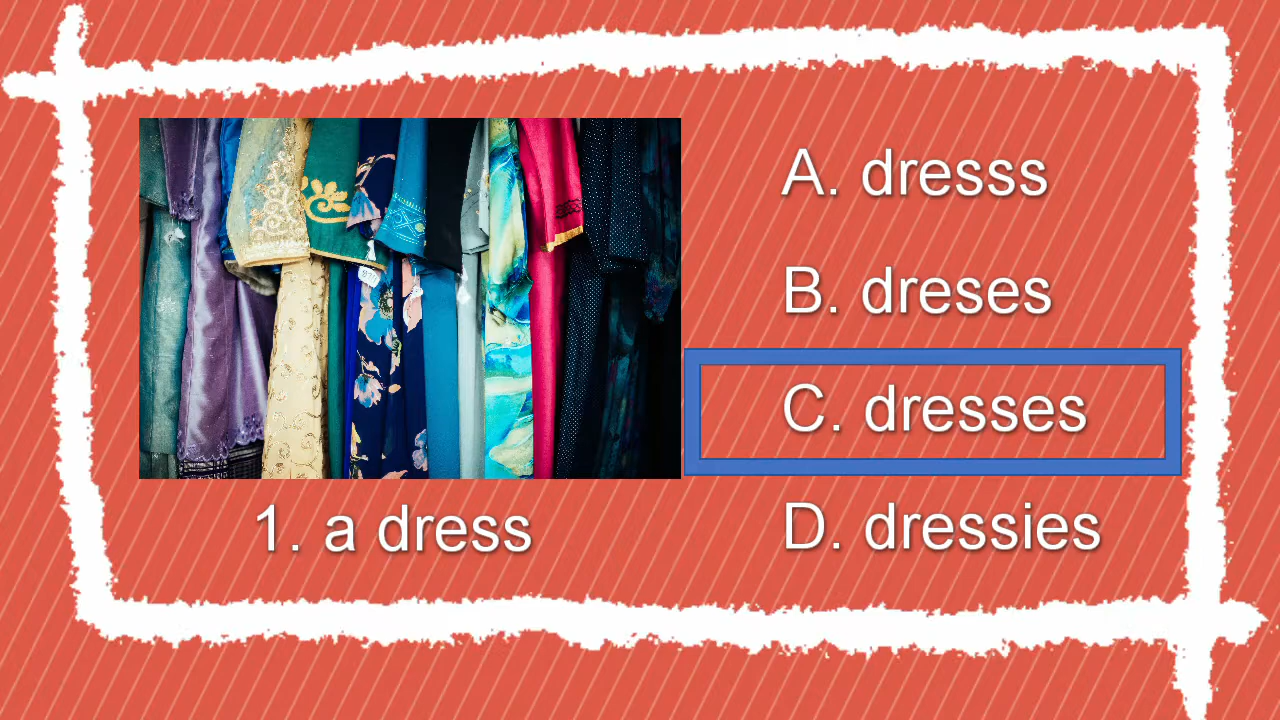 A. dresss
B. dreses
C. dresses
D. dressies
1. a dress